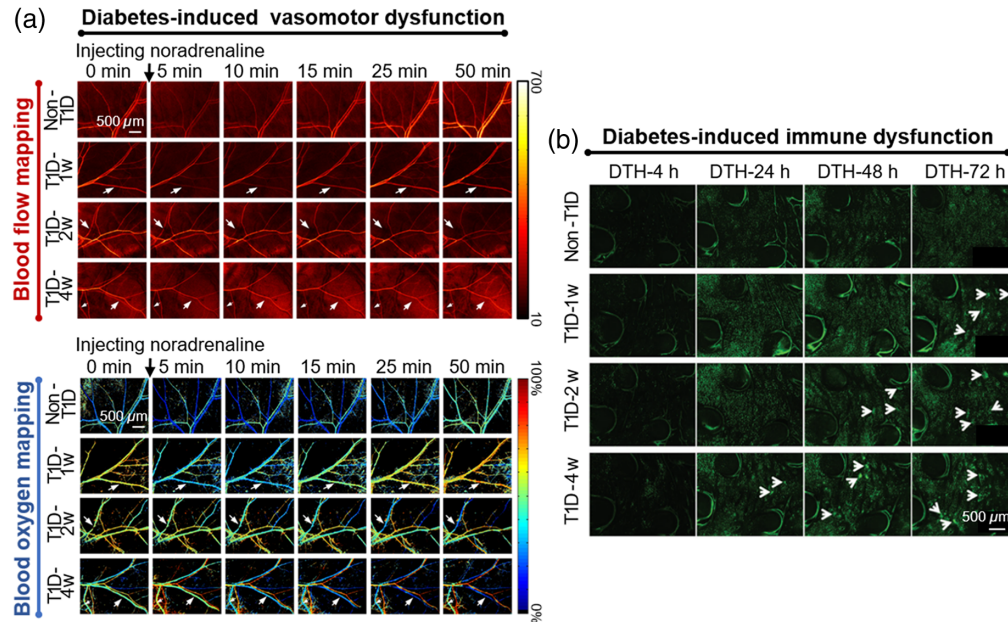 (a)
Diabetes-induced vasomotor dysfunction
Injecting noradrenaline
0 min 5 min 10 min 15 min 25 min 50 min
Blood flow mapping
Non-
T1D
500 µm
T1D-
1w
T1D-
2w
T1D-
4w
700
10
Injecting noradrenaline
0 min 5 min 10 min 15 min 25 min 50 min
Blood oxygen mapping
Non-
T1D
500 µm
T1D-
1w
T1D-
2w
T1D-
4w
100%
0%
(b)
Diabetes-induced immune dysfunction
DTH-4 h DTH-24 h DTH-48 h DTH-72 h
Non-T1D
T1D-1w
T1D-2 w
T1D-4 w
500 µm